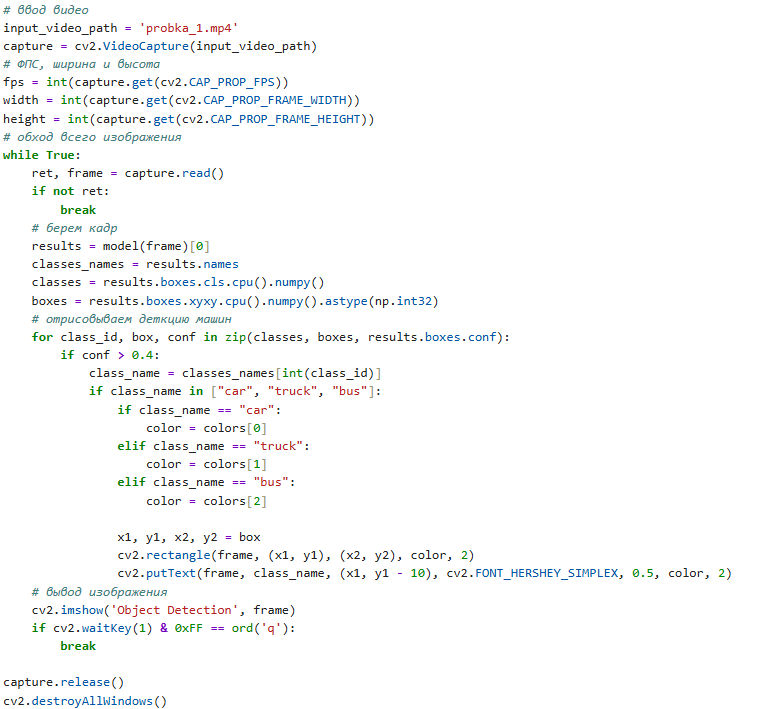 # ввод видео
input_video_path = 'probka_1.mp4'
capture = cv2.VideoCapture(input_video_path)
# ФПС, ширина и высота
fps = int(capture.get(cv2.CAP_PROP_FPS))
width = int(capture.get(cv2.CAP_PROP_FRAME_WIDTH))
height = int(capture.get(cv2.CAP_PROP_FRAME_HEIGHT))
# обход всего изображения
while True:
    ret, frame = capture.read()
    if not ret:
        break
    # берем кадр
    results = model(frame)[0]
    classes_names = results.names
    classes = results.boxes.cls.cpu().numpy()
    boxes = results.boxes.xyxy.cpu().numpy().astype(np.int32)
    # отрисовываем деткцию машин
    for class_id, box, conf in zip(classes, boxes, results.boxes.conf):
        if conf > 0.4:
            class_name = classes_names[int(class_id)]
            if class_name in ["car", "truck", "bus"]:
                if class_name == "car":
                    color = colors[0]
                elif class_name == "truck":
                    color = colors[1]
                elif class_name == "bus":
                    color = colors[2]

                x1, y1, x2, y2 = box
                cv2.rectangle(frame, (x1, y1), (x2, y2), color, 2)
                cv2.putText(frame, class_name, (x1, y1 - 10), cv2.FONT_HERSHEY_SIMPLEX, 0.5, color, 2)
    # вывод изображения
    cv2.imshow('Object Detection', frame)
    if cv2.waitKey(1) & 0xFF == ord('q'):
        break

capture.release()
cv2.destroyAllWindows()